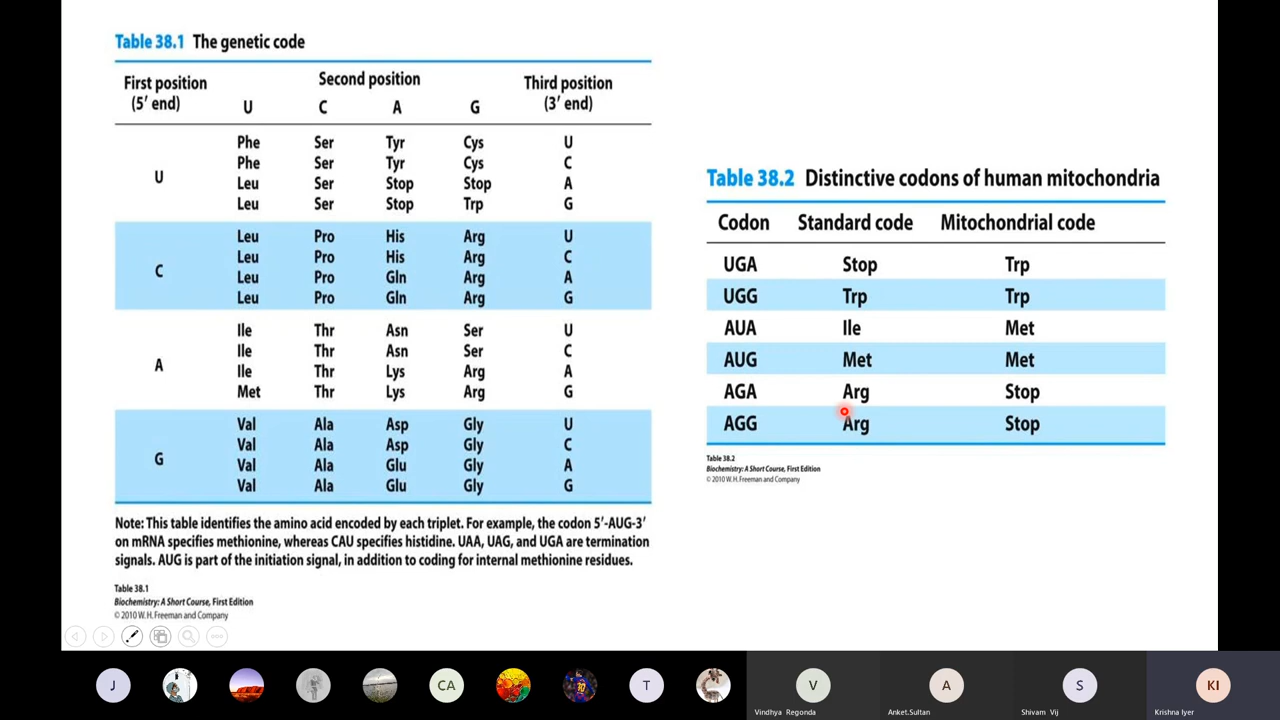 Table 38.1 The genetic code
First position Second position Third position
(5′ end) U C A G (3′ end)
U
Phe Ser Tyr Cys U
Phe Ser Tyr Cys C
Leu Ser Stop Stop A
Leu Ser Stop Trp G
C
Leu Pro His Arg U
Leu Pro His Arg C
Leu Pro Gln Arg A
Leu Pro Gln Arg G
A
Ile Thr Asn Ser U
Ile Thr Asn Ser C
Ile Thr Lys Arg A
Met Thr Lys Arg G
G
Val Ala Asp Gly U
Val Ala Asp Gly C
Val Ala Glu Gly A
Val Ala Glu Gly G
Note: This table identifies the amino acid encoded by each triplet. For example, the codon 5′-AUG-3′
on mRNA specifies methionine, whereas CAU specifies histidine. UAA, UAG, and UGA are termination
signals. AUG is part of the initiation signal, in addition to coding for internal methionine residues.
Table 38.1
Biochemistry: A Short Course, First Edition
© 2010 W. H. Freeman and Company
Table 38.2 Distinctive codons of human mitochondria
Codon Standard code Mitochondrial code
UGA Stop Trp
UGG Trp Trp
AUA Ile Met
AUG Met Met
AGA Arg Stop
AGG Arg Stop
Table 38.2
Biochemistry: A Short Course, First Edition
© 2010 W. H. Freeman and Company
J CA T V A S KI
Vindhya Regonda Anket.Sultan Shivam Vij Krishna Iyer